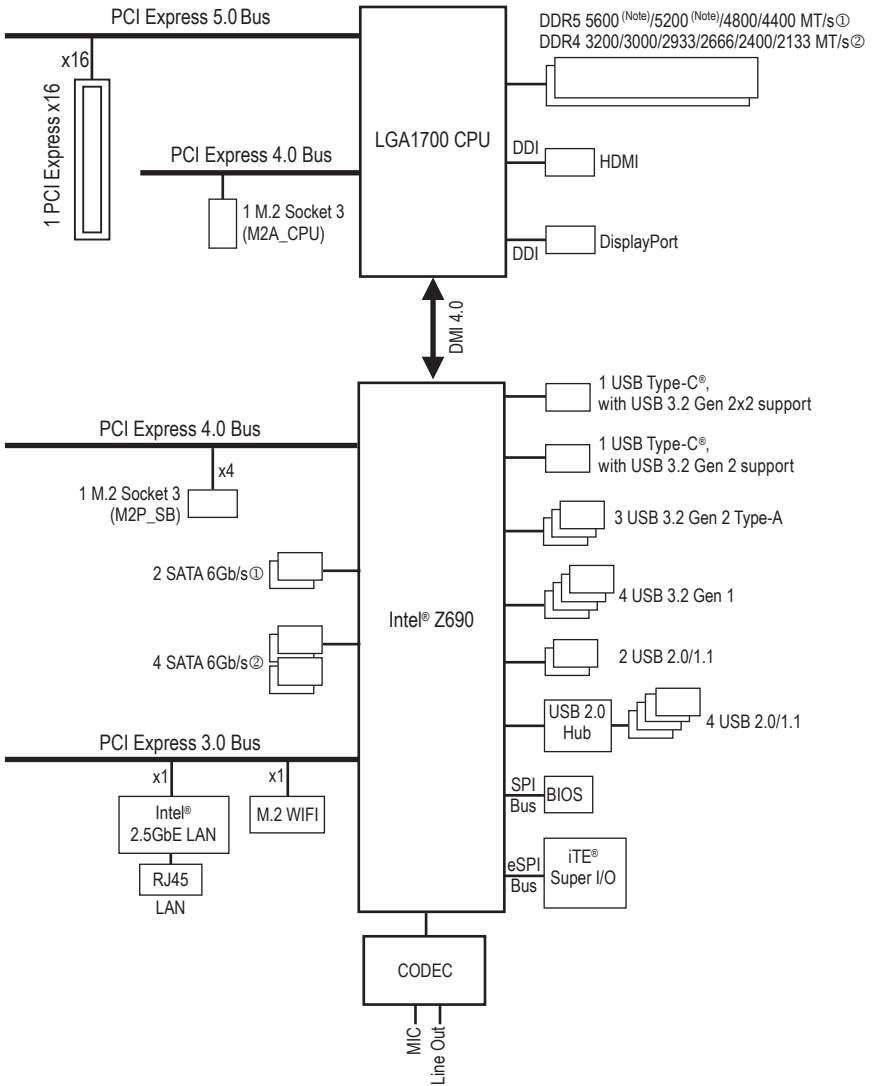 PCI Express 5.0 Bus
x16
1 PCI Express x16
PCI Express 4.0 Bus
1 M.2 Socket 3
(M2A_CPU)
LGA1700 CPU
DDR5 5600 (Note)/5200 (Note)/4800/4400 MT/s①
DDR4 3200/3000/2933/2666/2400/2133 MT/s②
DDI
HDMI
DDI
DisplayPort
DMI 4.0
PCI Express 4.0 Bus
x4
1 M.2 Socket 3
(M2P_SB)
2 SATA 6Gb/s①
4 SATA 6Gb/s②
PCI Express 3.0 Bus
x1
Intel®
2.5GbE LAN
RJ45
LAN
x1
M.2 WIFI
Intel® Z690
1 USB Type-C®,
with USB 3.2 Gen 2x2 support
1 USB Type-C®,
with USB 3.2 Gen 2 support
3 USB 3.2 Gen 2 Type-A
4 USB 3.2 Gen 1
2 USB 2.0/1.1
USB 2.0
Hub
4 USB 2.0/1.1
SPI
Bus
BIOS
eSPI
Bus
iTE®
Super I/O
CODEC
MIC
Line Out